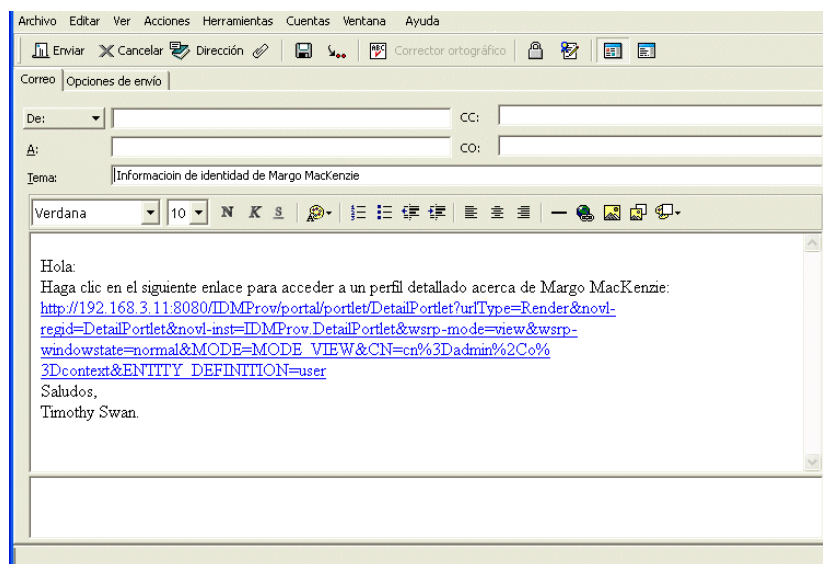 Archivo Editar Ver Acciones Herramientas Cuentas Ventana Ayuda
Enviar Cancelar Dirección ABC Corrector ortográfico
Correo Opciones de envío
De: CC:
A: CO:
Tema: Informacioin de identidad de Margo MacKenzie
Verdana 10 N K S
Hola:
Haga clic en el siguiente enlace para acceder a un perfil detallado acerca de Margo MacKenzie:
http://192.168.3.11:8080/IDMProv/portal/portlet/DetailPortlet?urlType=Render&novl-
regid=DetailPortlet&novl-inst=IDMProv.DetailPortlet&wsrp-mode=view&wsrp-
windowstate=normal&MODE=MODE_VIEW&CN=cn%3Dadmin%2Co%
3Dcontext&ENTITY_DEFINITION=user
Saludos,
Timothy Swan.